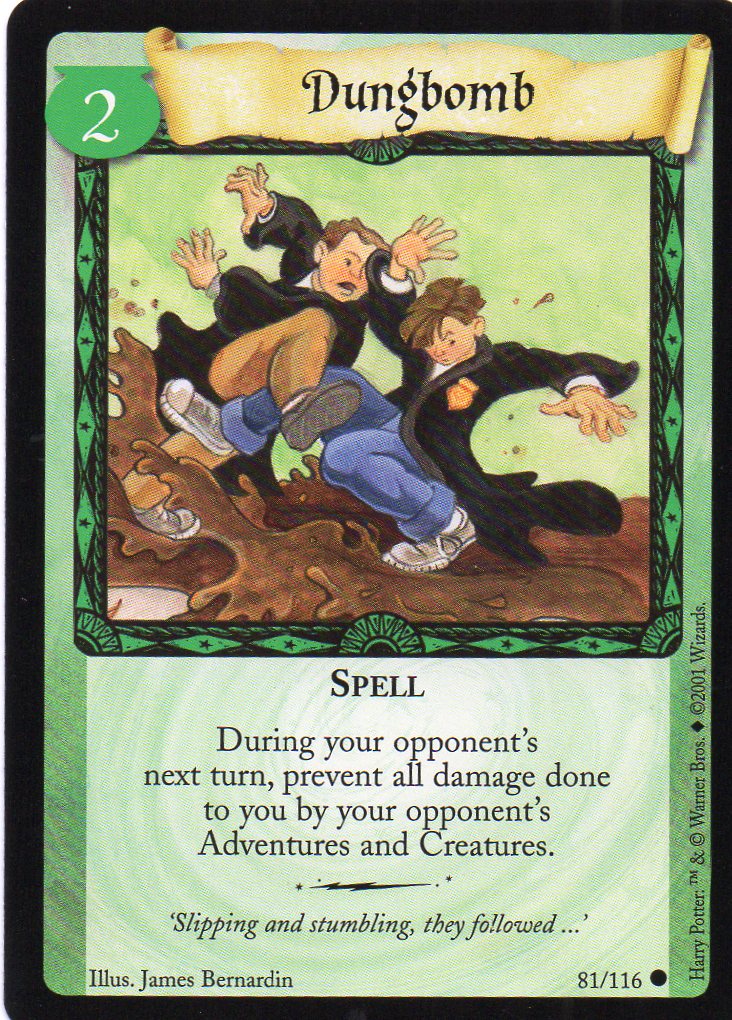 2
Dungbomb
SPELL
During your opponent's
next turn, prevent all damage done
to you by your opponent's
Adventures and Creatures.
'Slipping and stumbling, they followed ...'
Illus. James Bernardin
81/116
Harry Potter: ™ & © Warner Bros. ♦ ©2001 Wizards.